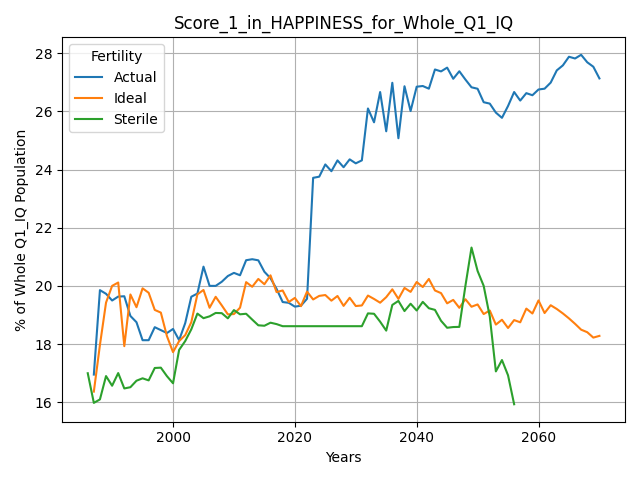 Score_1_in_HAPPINESS_for_Whole_Q1_IQ
Fertility
Actual
Ideal
Sterile
% of Whole Q1_IQ Population
28
26
24
22
20
18
16
2000
2020
2040
2060
Years